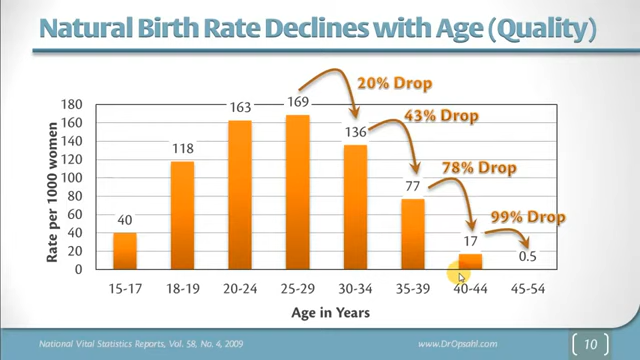 Natural Birth Rate Declines with Age (Quality)
20% Drop
43% Drop
78% Drop
99% Drop
Rate per 1000 women
180
160
140
120
100
80
60
40
20
0
40
118
163
169
136
77
17
0.5
15-17 18-19 20-24 25-29 30-34 35-39 40-44 45-54
Age in Years
National Vital Statistics Reports, Vol. 58, No. 4, 2009 www.DrOpsahl.com 10